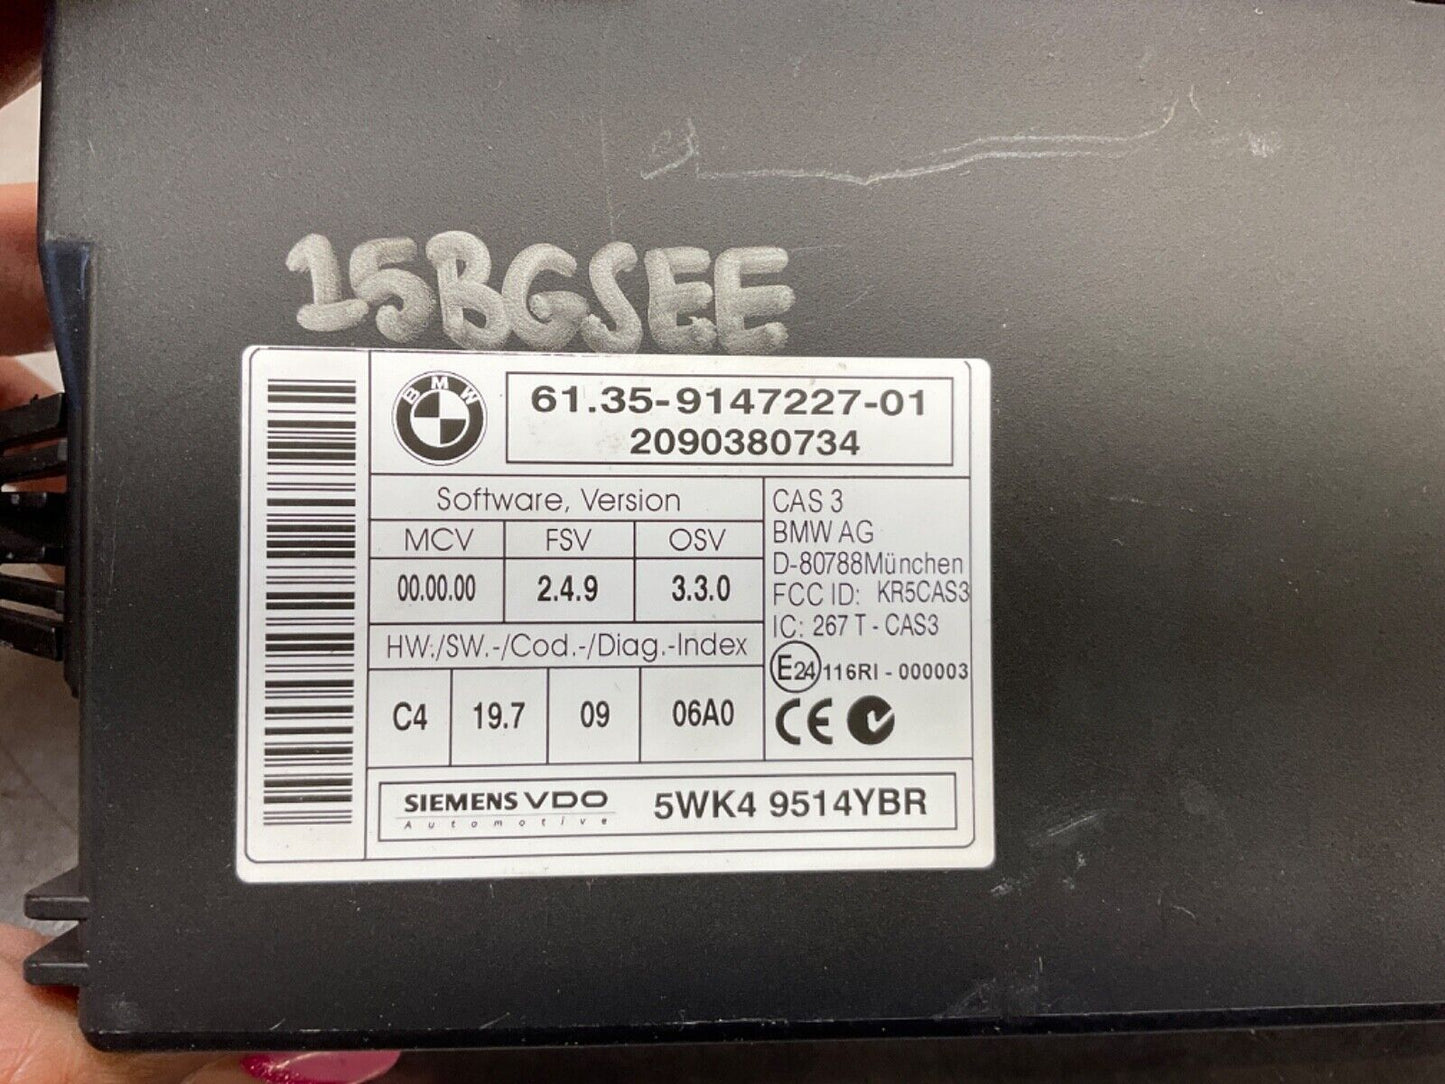 15BGSEE
BMW
61.35-9147227-01
2090380734
Software, Version
MCV FSV OSV
00.00.00 2.4.9 3.3.0
HW:/SW.-/Cod.-/Diag.-Index
C4 19.7 09 06A0
CAS 3
BMW AG
D-80788München
FCC ID: KR5CAS3
IC: 267 T - CAS3
E24 116RI - 000003
CE
SIEMENS VDO
Automotive
5WK4 9514YBR